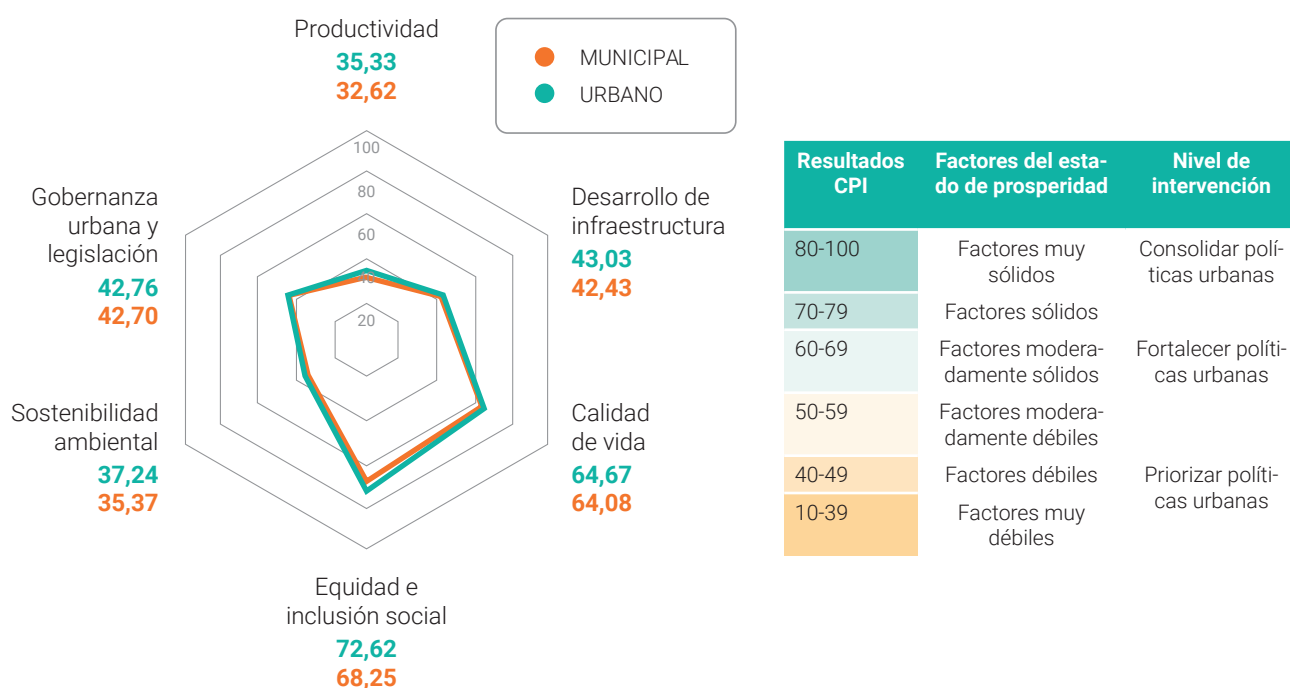 Productividad
35,33
32,62
MUNICIPAL
URBANO
100
80
60
20
Gobernanza
urbana y
legislación
42,76
42,70
Desarrollo de
infraestructura
43,03
42,43
Sostenibilidad
ambiental
37,24
35,37
Calidad
de vida
64,67
64,08
Equidad e
inclusión social
72,62
68,25
Resultados
CPI
Factores del esta-
do de prosperidad
Nivel de
intervención
80-100
Factores muy
sólidos
Consolidar polí-
ticas urbanas
70-79
Factores sólidos
60-69
Factores modera-
damente sólidos
Fortalecer políti-
cas urbanas
50-59
Factores modera-
damente débiles
40-49
Factores débiles
Priorizar políti-
cas urbanas
10-39
Factores muy
débiles